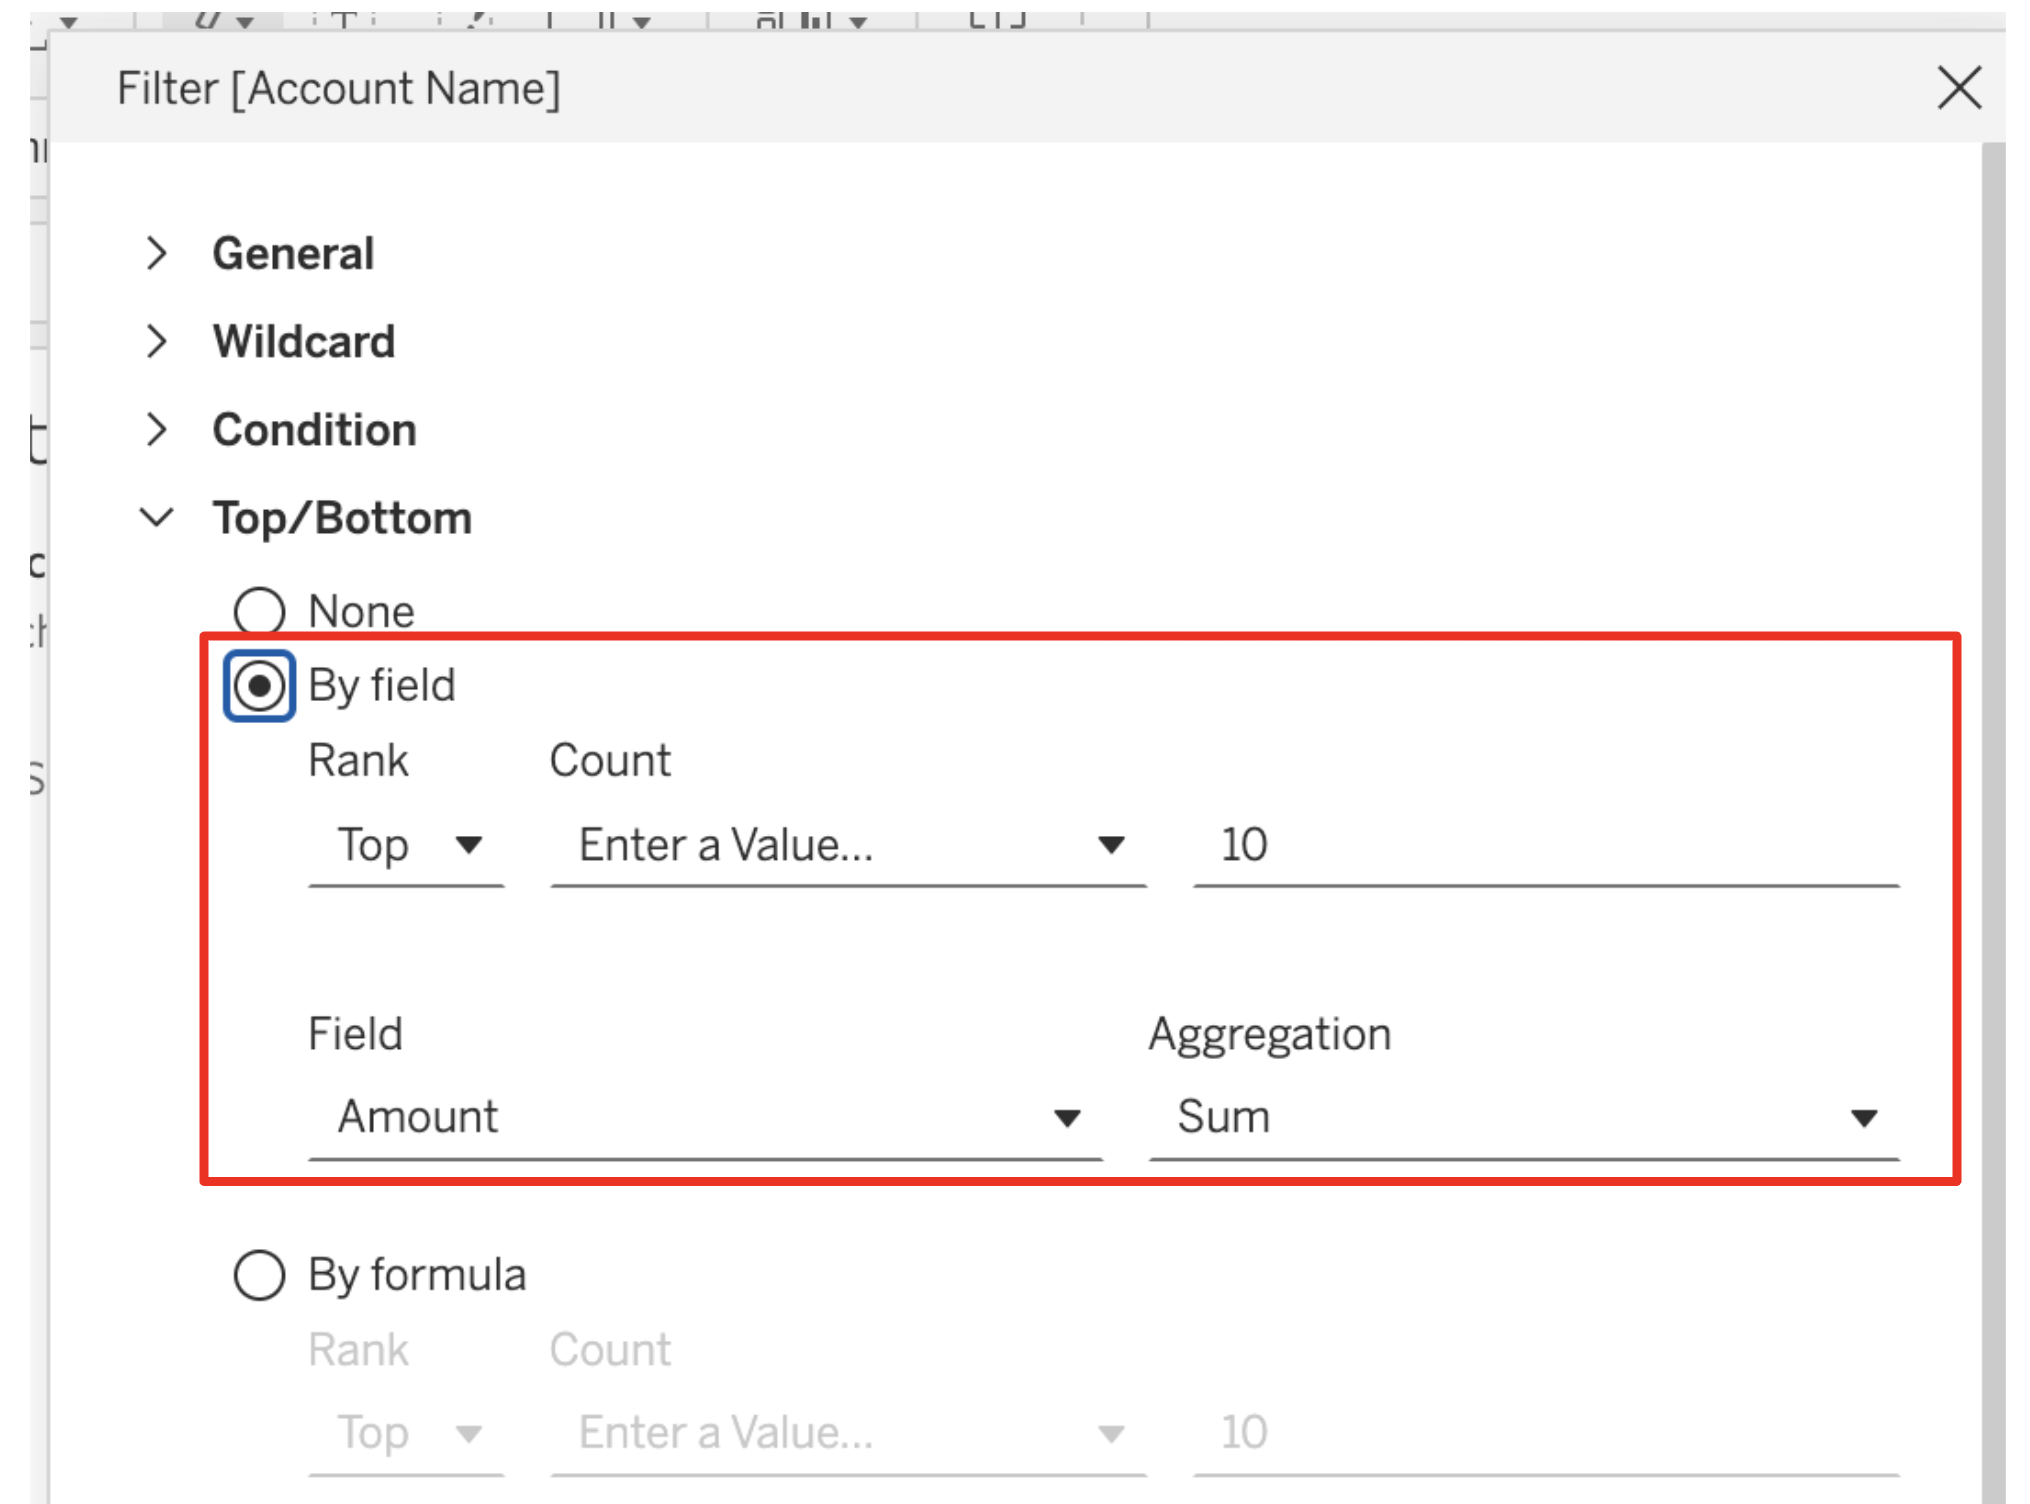 Filter [Account Name]
General
Wildcard
Condition
Top/Bottom
None
By field
Rank Count
Top Enter a Value... 10
Field Aggregation
Amount Sum
By formula
Rank Count
Top Enter a Value... 10